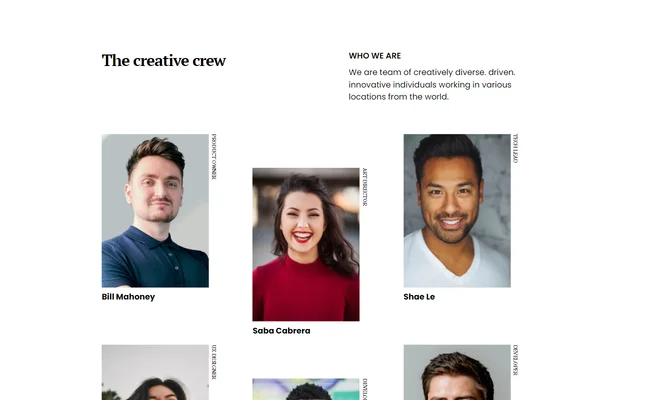 The creative crew
WHO WE ARE
We are team of creatively diverse. driven.
innovative individuals working in various
locations from the world.
PRODUCT OWNER
Bill Mahoney
ART DIRECTOR
Saba Cabrera
TECH LEAD
Shae Le
UX DESIGNER
DEVELOPER